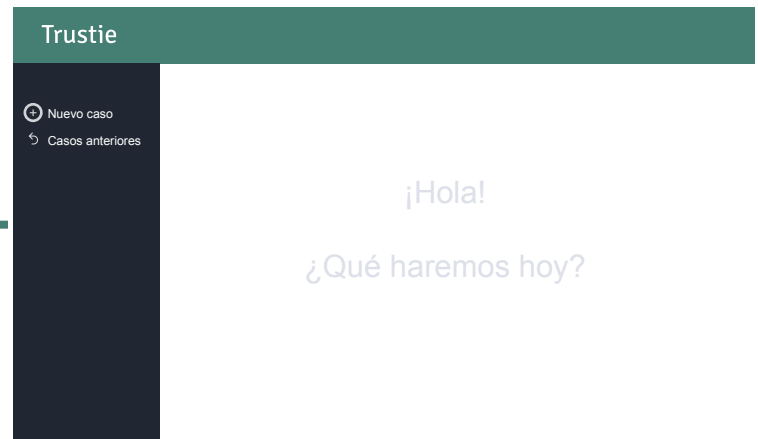 Trustie
Nuevo caso
Casos anteriores
¡Hola!
¿Qué haremos hoy?